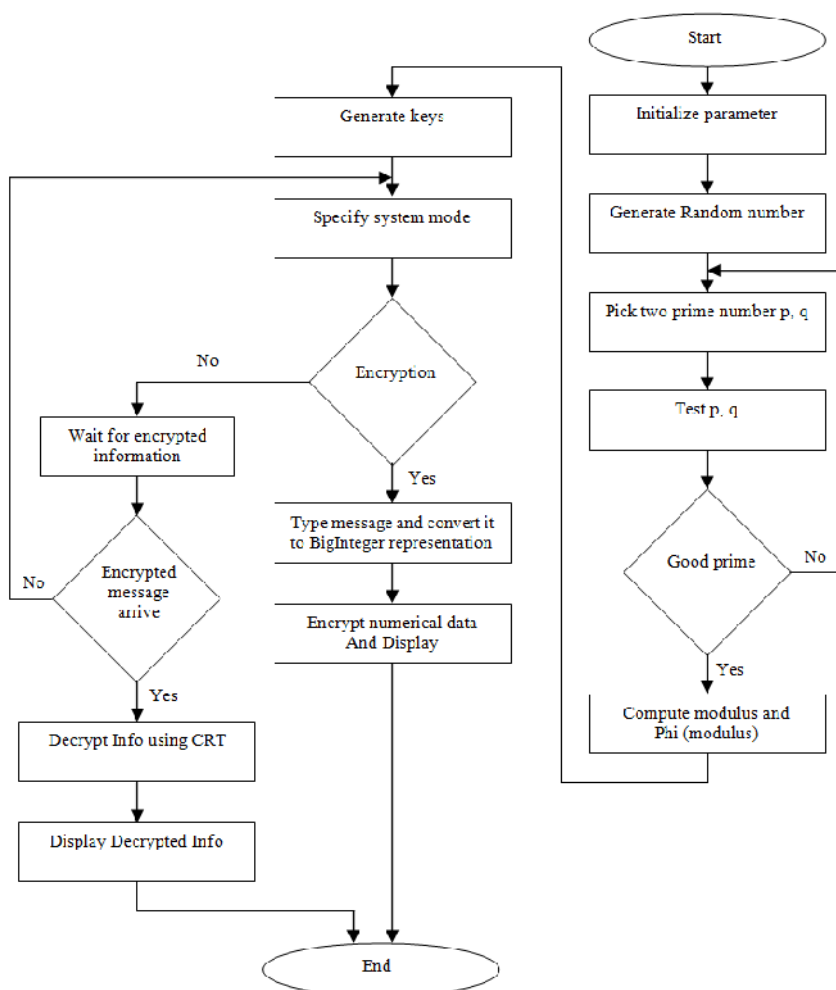 Start
Initialize parameter
Generate Random number
Pick two prime number p, q
Test p, q
Good prime
No
Yes
Compute modulus and
Phi (modulus)
Generate keys
Specify system mode
Encryption
No
Yes
Wait for encrypted
information
Encrypted
message
arrive
No
Yes
Decrypt Info using CRT
Display Decrypted Info
Type message and convert it
to BigInteger representation
Encrypt numerical data
And Display
End